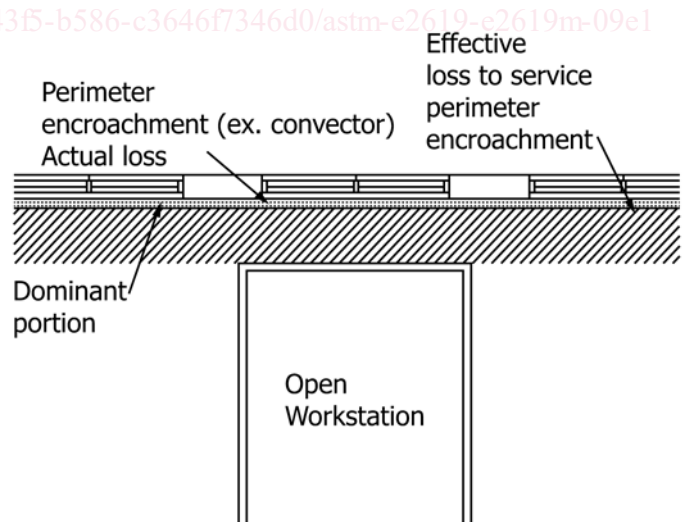 3f5-b586-c3646f7346d0/astm-e2619-e2619m-09e1
Effective
loss to service
perimeter
encroachment
Perimeter
encroachment (ex. convector)
Actual loss
Dominant
portion
Open
Workstation